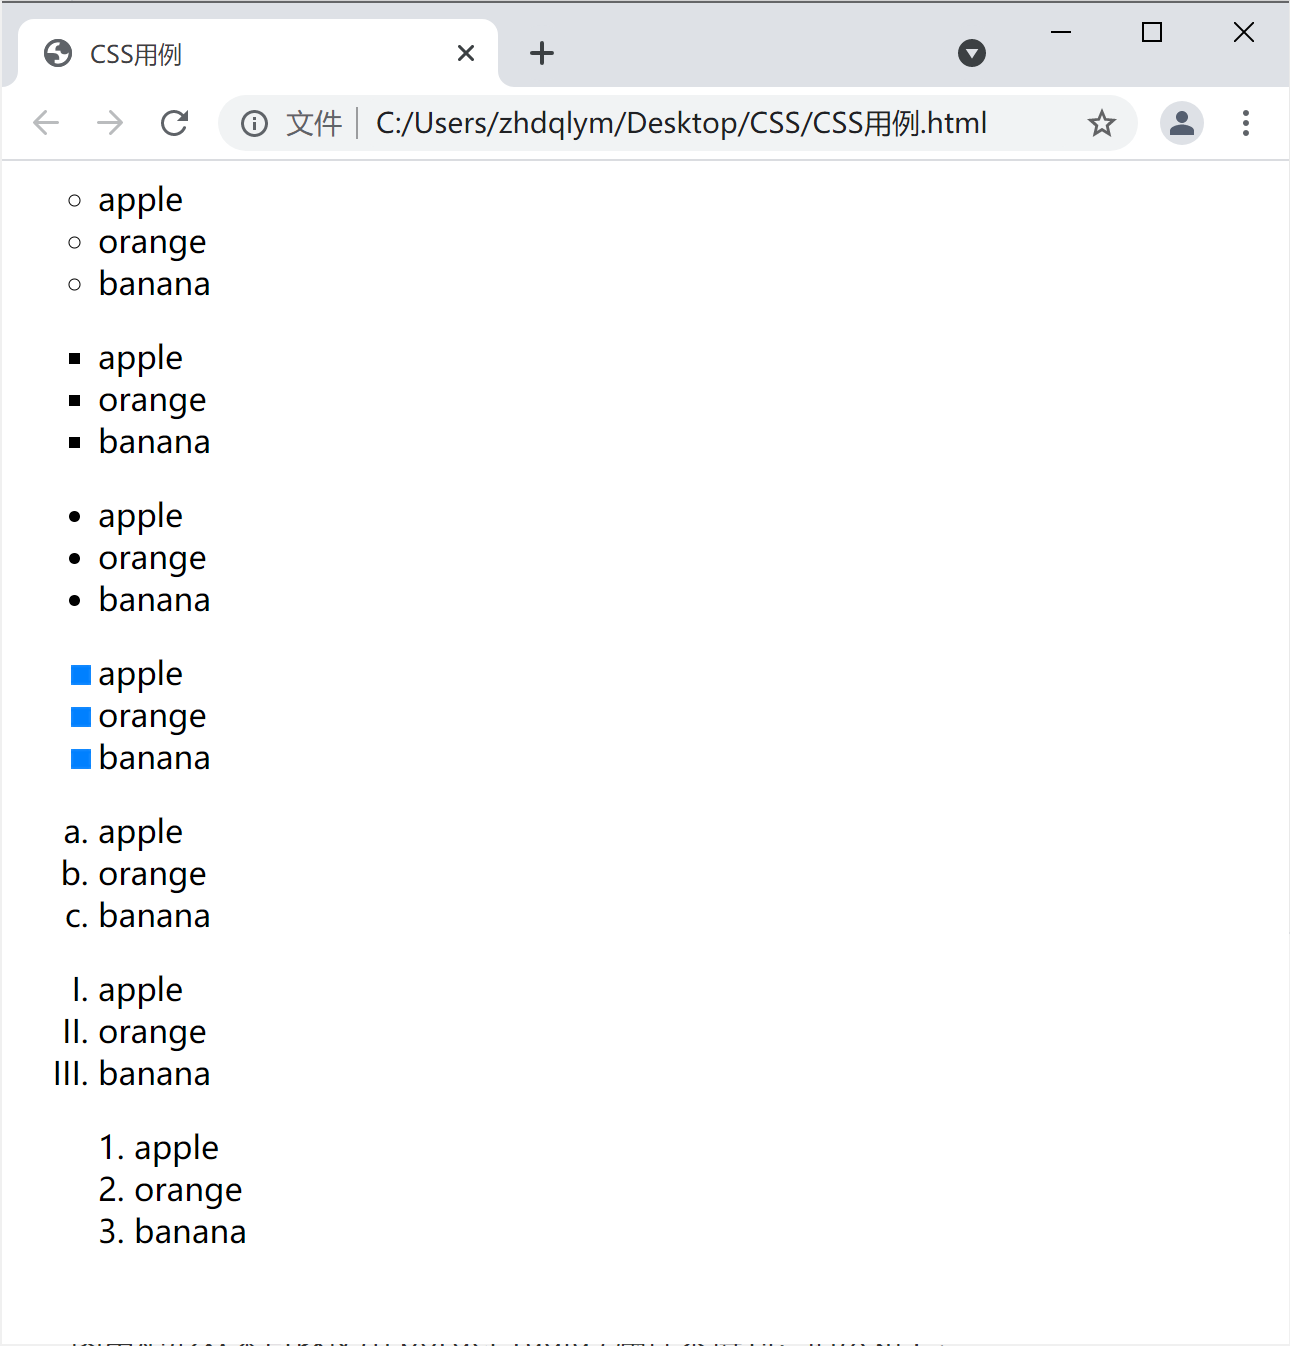 CSS用例
文件 C:/Users/zhdqlym/Desktop/CSS/CSS用例.html
apple
orange
banana
apple
orange
banana
apple
orange
banana
apple
orange
banana
a. apple
b. orange
c. banana
I. apple
II. orange
III. banana
1. apple
2. orange
3. banana